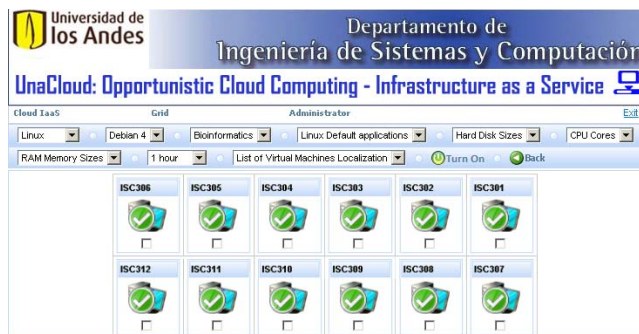 Universidad de
los Andes
Departamento de
Ingeniería de Sistemas y Computación
UnaCloud: Opportunistic Cloud Computing - Infrastructure as a Service
Cloud IaaS Grid Administrator Exit
Linux Debian 4 Bioinformatics Linux Default applications Hard Disk Sizes CPU Cores
RAM Memory Sizes 1 hour List of Virtual Machines Localization Turn On Back
ISC306 ISC305 ISC304 ISC303 ISC302 ISC301
ISC312 ISC311 ISC310 ISC309 ISC308 ISC307